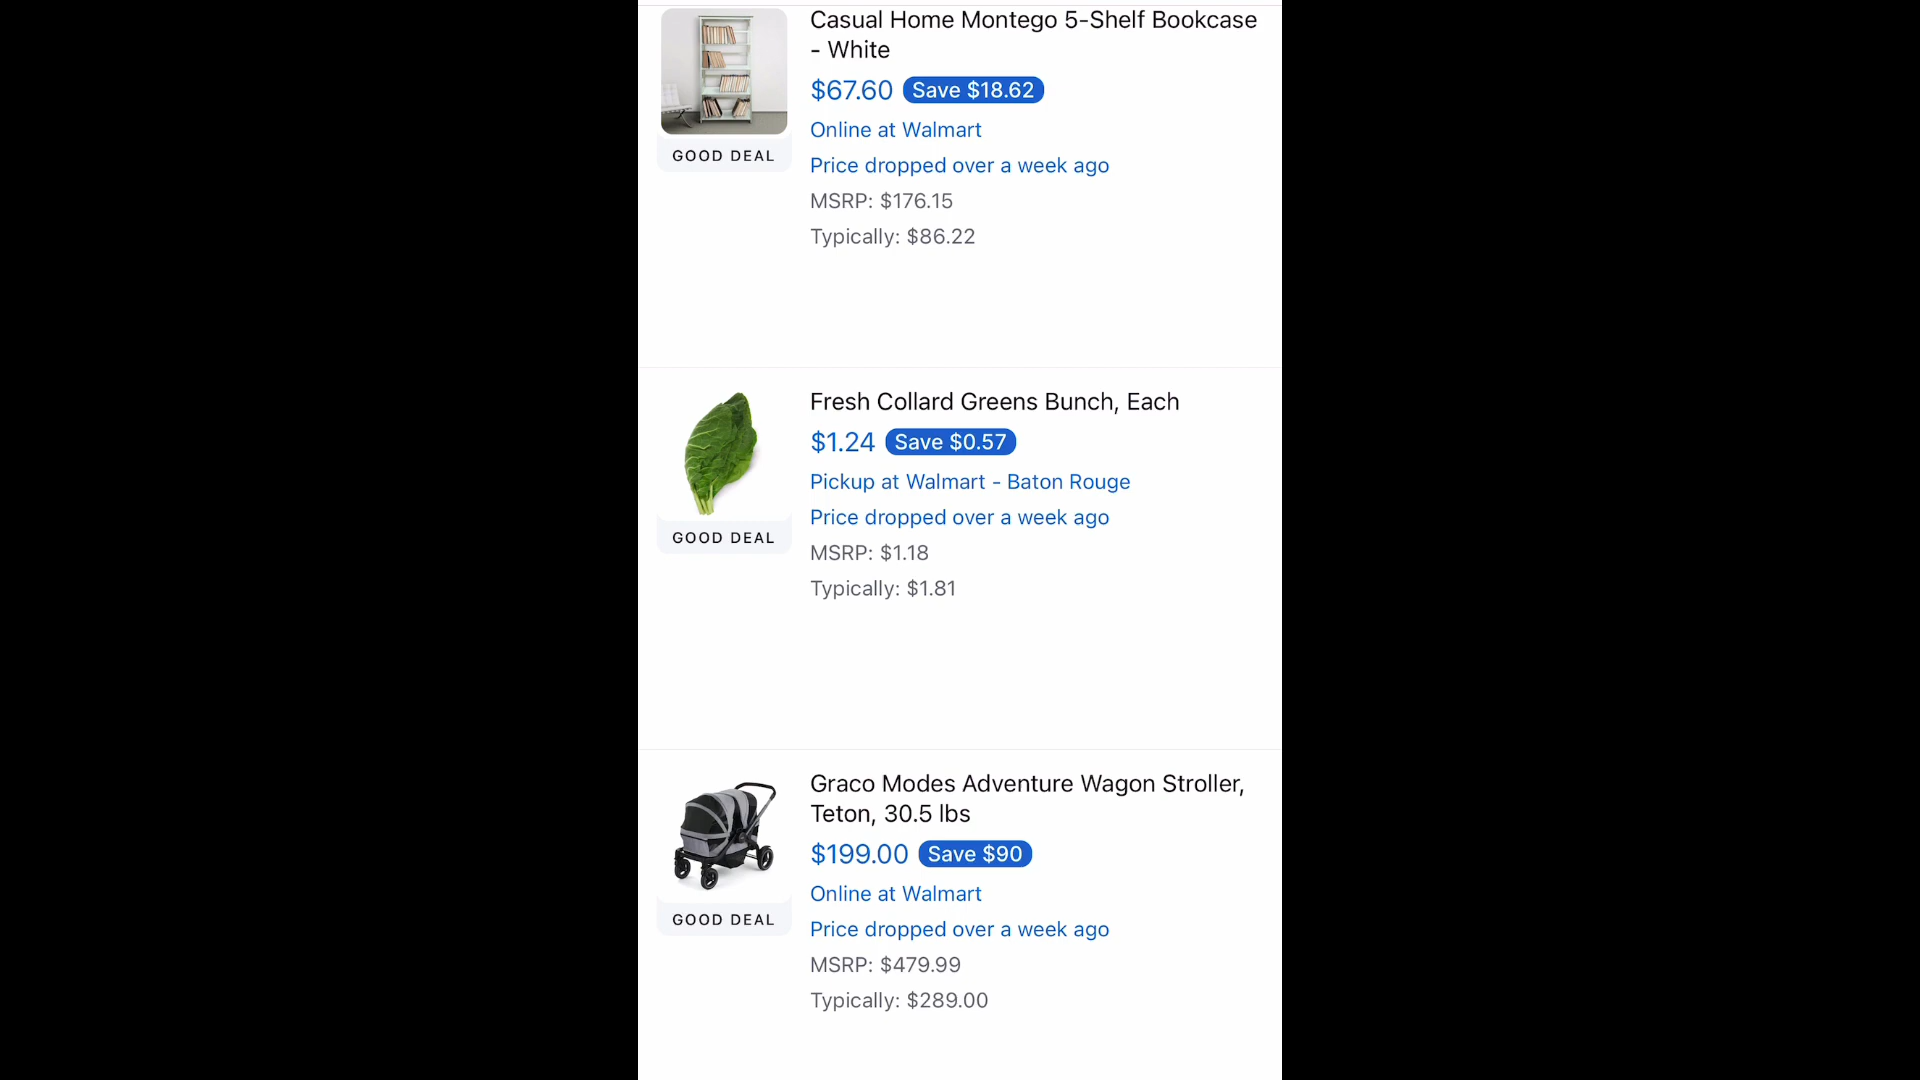 Casual Home Montego 5-Shelf Bookcase
- White
$67.60 Save $18.62
Online at Walmart
GOOD DEAL
Price dropped over a week ago
MSRP: $176.15
Typically: $86.22
Fresh Collard Greens Bunch, Each
$1.24 Save $0.57
Pickup at Walmart - Baton Rouge
Price dropped over a week ago
GOOD DEAL
MSRP: $1.18
Typically: $1.81
Graco Modes Adventure Wagon Stroller,
Teton, 30.5 lbs
$199.00 Save $90
Online at Walmart
GOOD DEAL
Price dropped over a week ago
MSRP: $479.99
Typically: $289.00